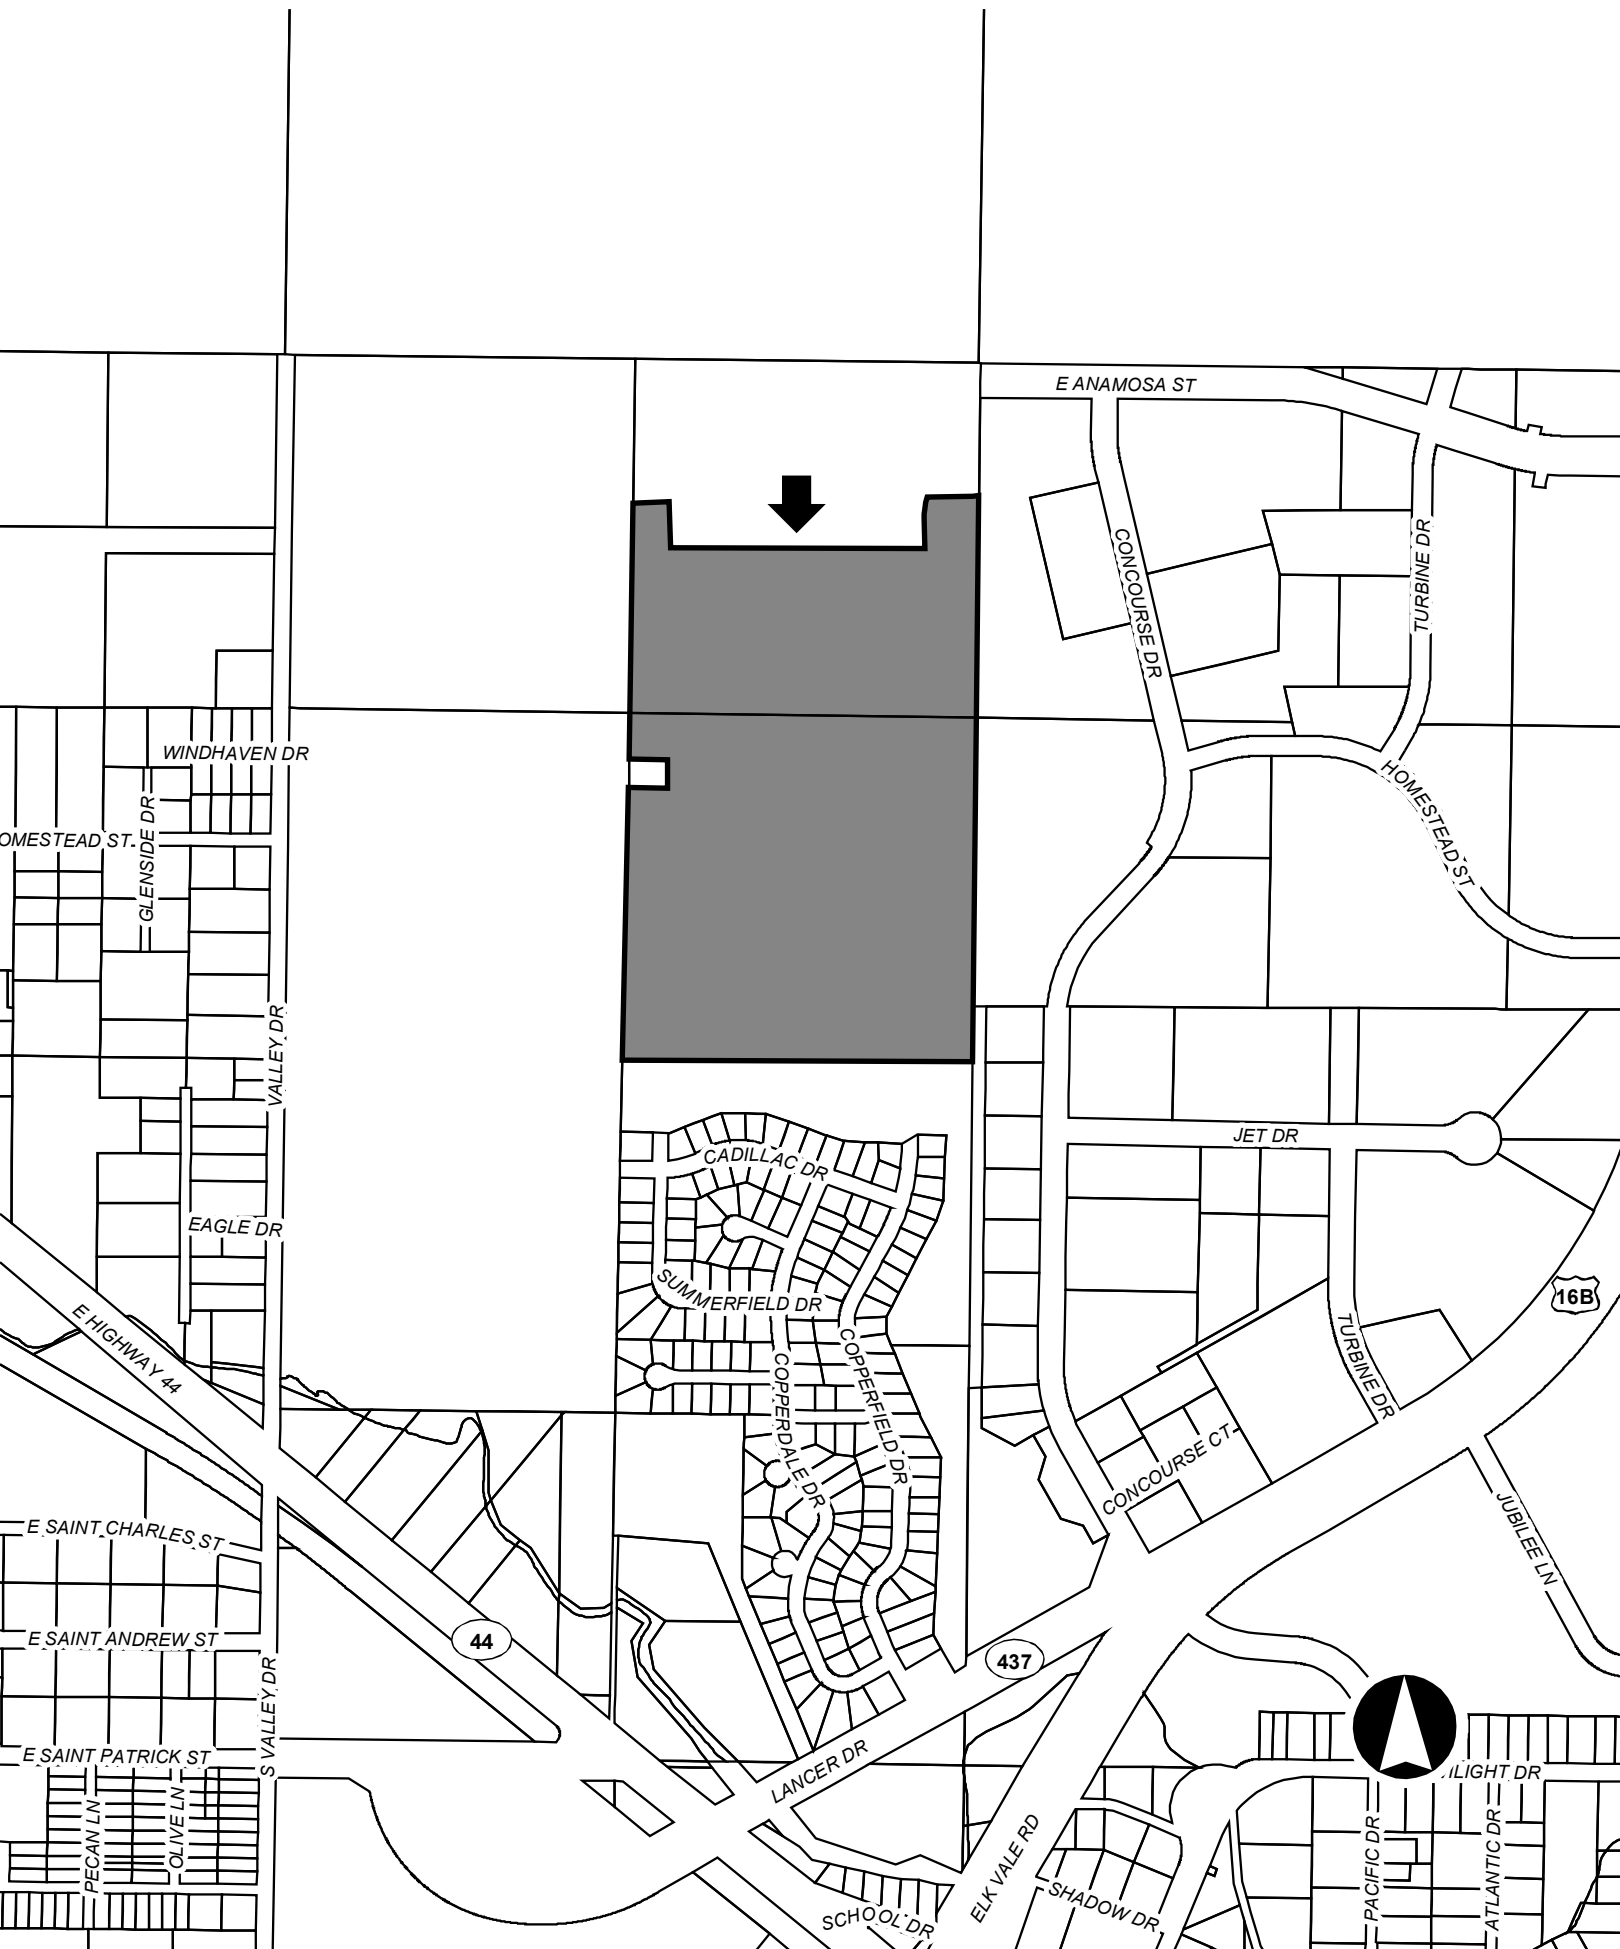 E ANAMOSA ST
CONCOURSE DR
TURBINE DR
WINDHAVEN DR
HOMESTEAD ST
OMESTEAD ST
GLENSIDE DR
VALLEY DR
JET DR
CADILLAC DR
EAGLE DR
SUMMERFIELD DR
16B
E HIGHWAY 44
COPPERDALE DR
COPPERFIELD DR
TURBINE DR
CONCOURSE CT
JUBILEE LN
E SAINT CHARLES ST
E SAINT ANDREW ST
44
437
S VALLEY DR
E SAINT PATRICK ST
LANCER DR
ILIGHT DR
PECAN LN
OLIVE LN
ELK VALE RD
PACIFIC DR
ATLANTIC DR
SHADOW DR
SCHOOL DR